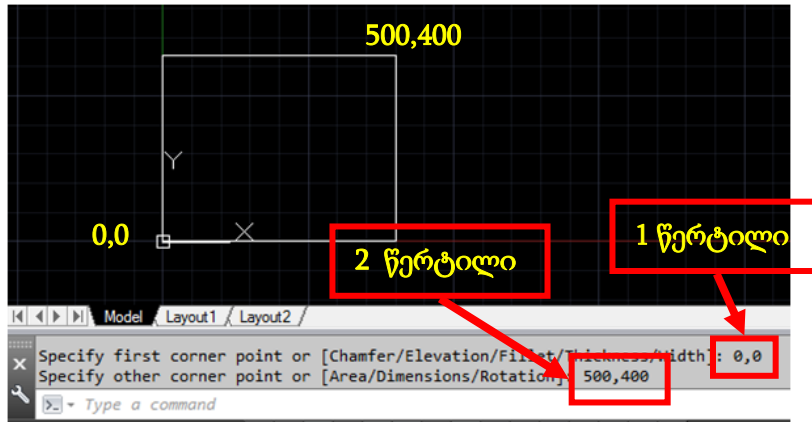 500,400
Y
0,0
X
1 წერტილი
2 წერტილი
Model Layout1 Layout2
Specify first corner point or [Chamfer/Elevation/Fillet/Thickness/Width]: 0,0
Specify other corner point or [Area/Dimensions/Rotation]: 500,400
Type a command